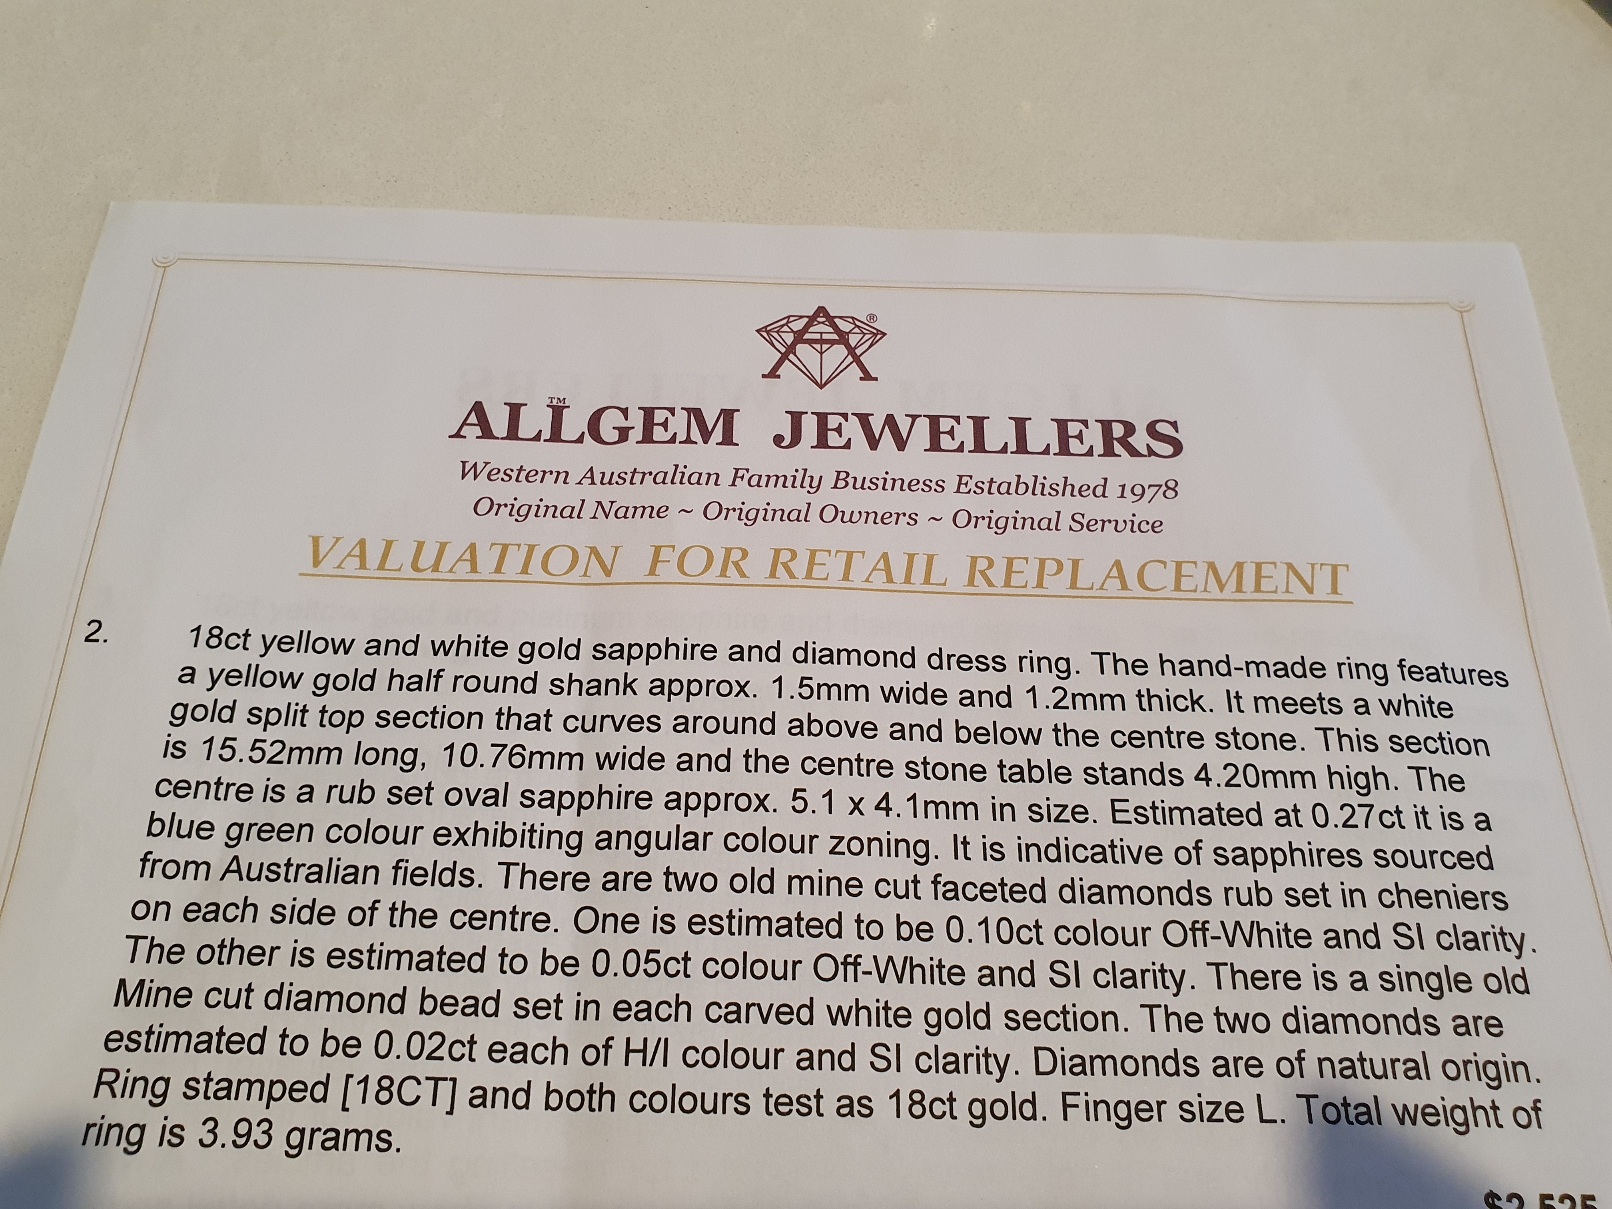 A ®
ALLGEM JEWELLERS
TM
Western Australian Family Business Established 1978
Original Name ~ Original Owners ~ Original Service
VALUATION FOR RETAIL REPLACEMENT
2. 18ct yellow and white gold sapphire and diamond dress ring. The hand-made ring features
a yellow gold half round shank approx. 1.5mm wide and 1.2mm thick. It meets a white
gold split top section that curves around above and below the centre stone. This section
is 15.52mm long, 10.76mm wide and the centre stone table stands 4.20mm high. The
centre is a rub set oval sapphire approx. 5.1 x 4.1mm in size. Estimated at 0.27ct it is a
blue green colour exhibiting angular colour zoning. It is indicative of sapphires sourced
from Australian fields. There are two old mine cut faceted diamonds rub set in cheniers
on each side of the centre. One is estimated to be 0.10ct colour Off-White and SI clarity.
The other is estimated to be 0.05ct colour Off-White and SI clarity. There is a single old
Mine cut diamond bead set in each carved white gold section. The two diamonds are
estimated to be 0.02ct each of H/I colour and SI clarity. Diamonds are of natural origin.
Ring stamped [18CT] and both colours test as 18ct gold. Finger size L. Total weight of
ring is 3.93 grams.
$2,525